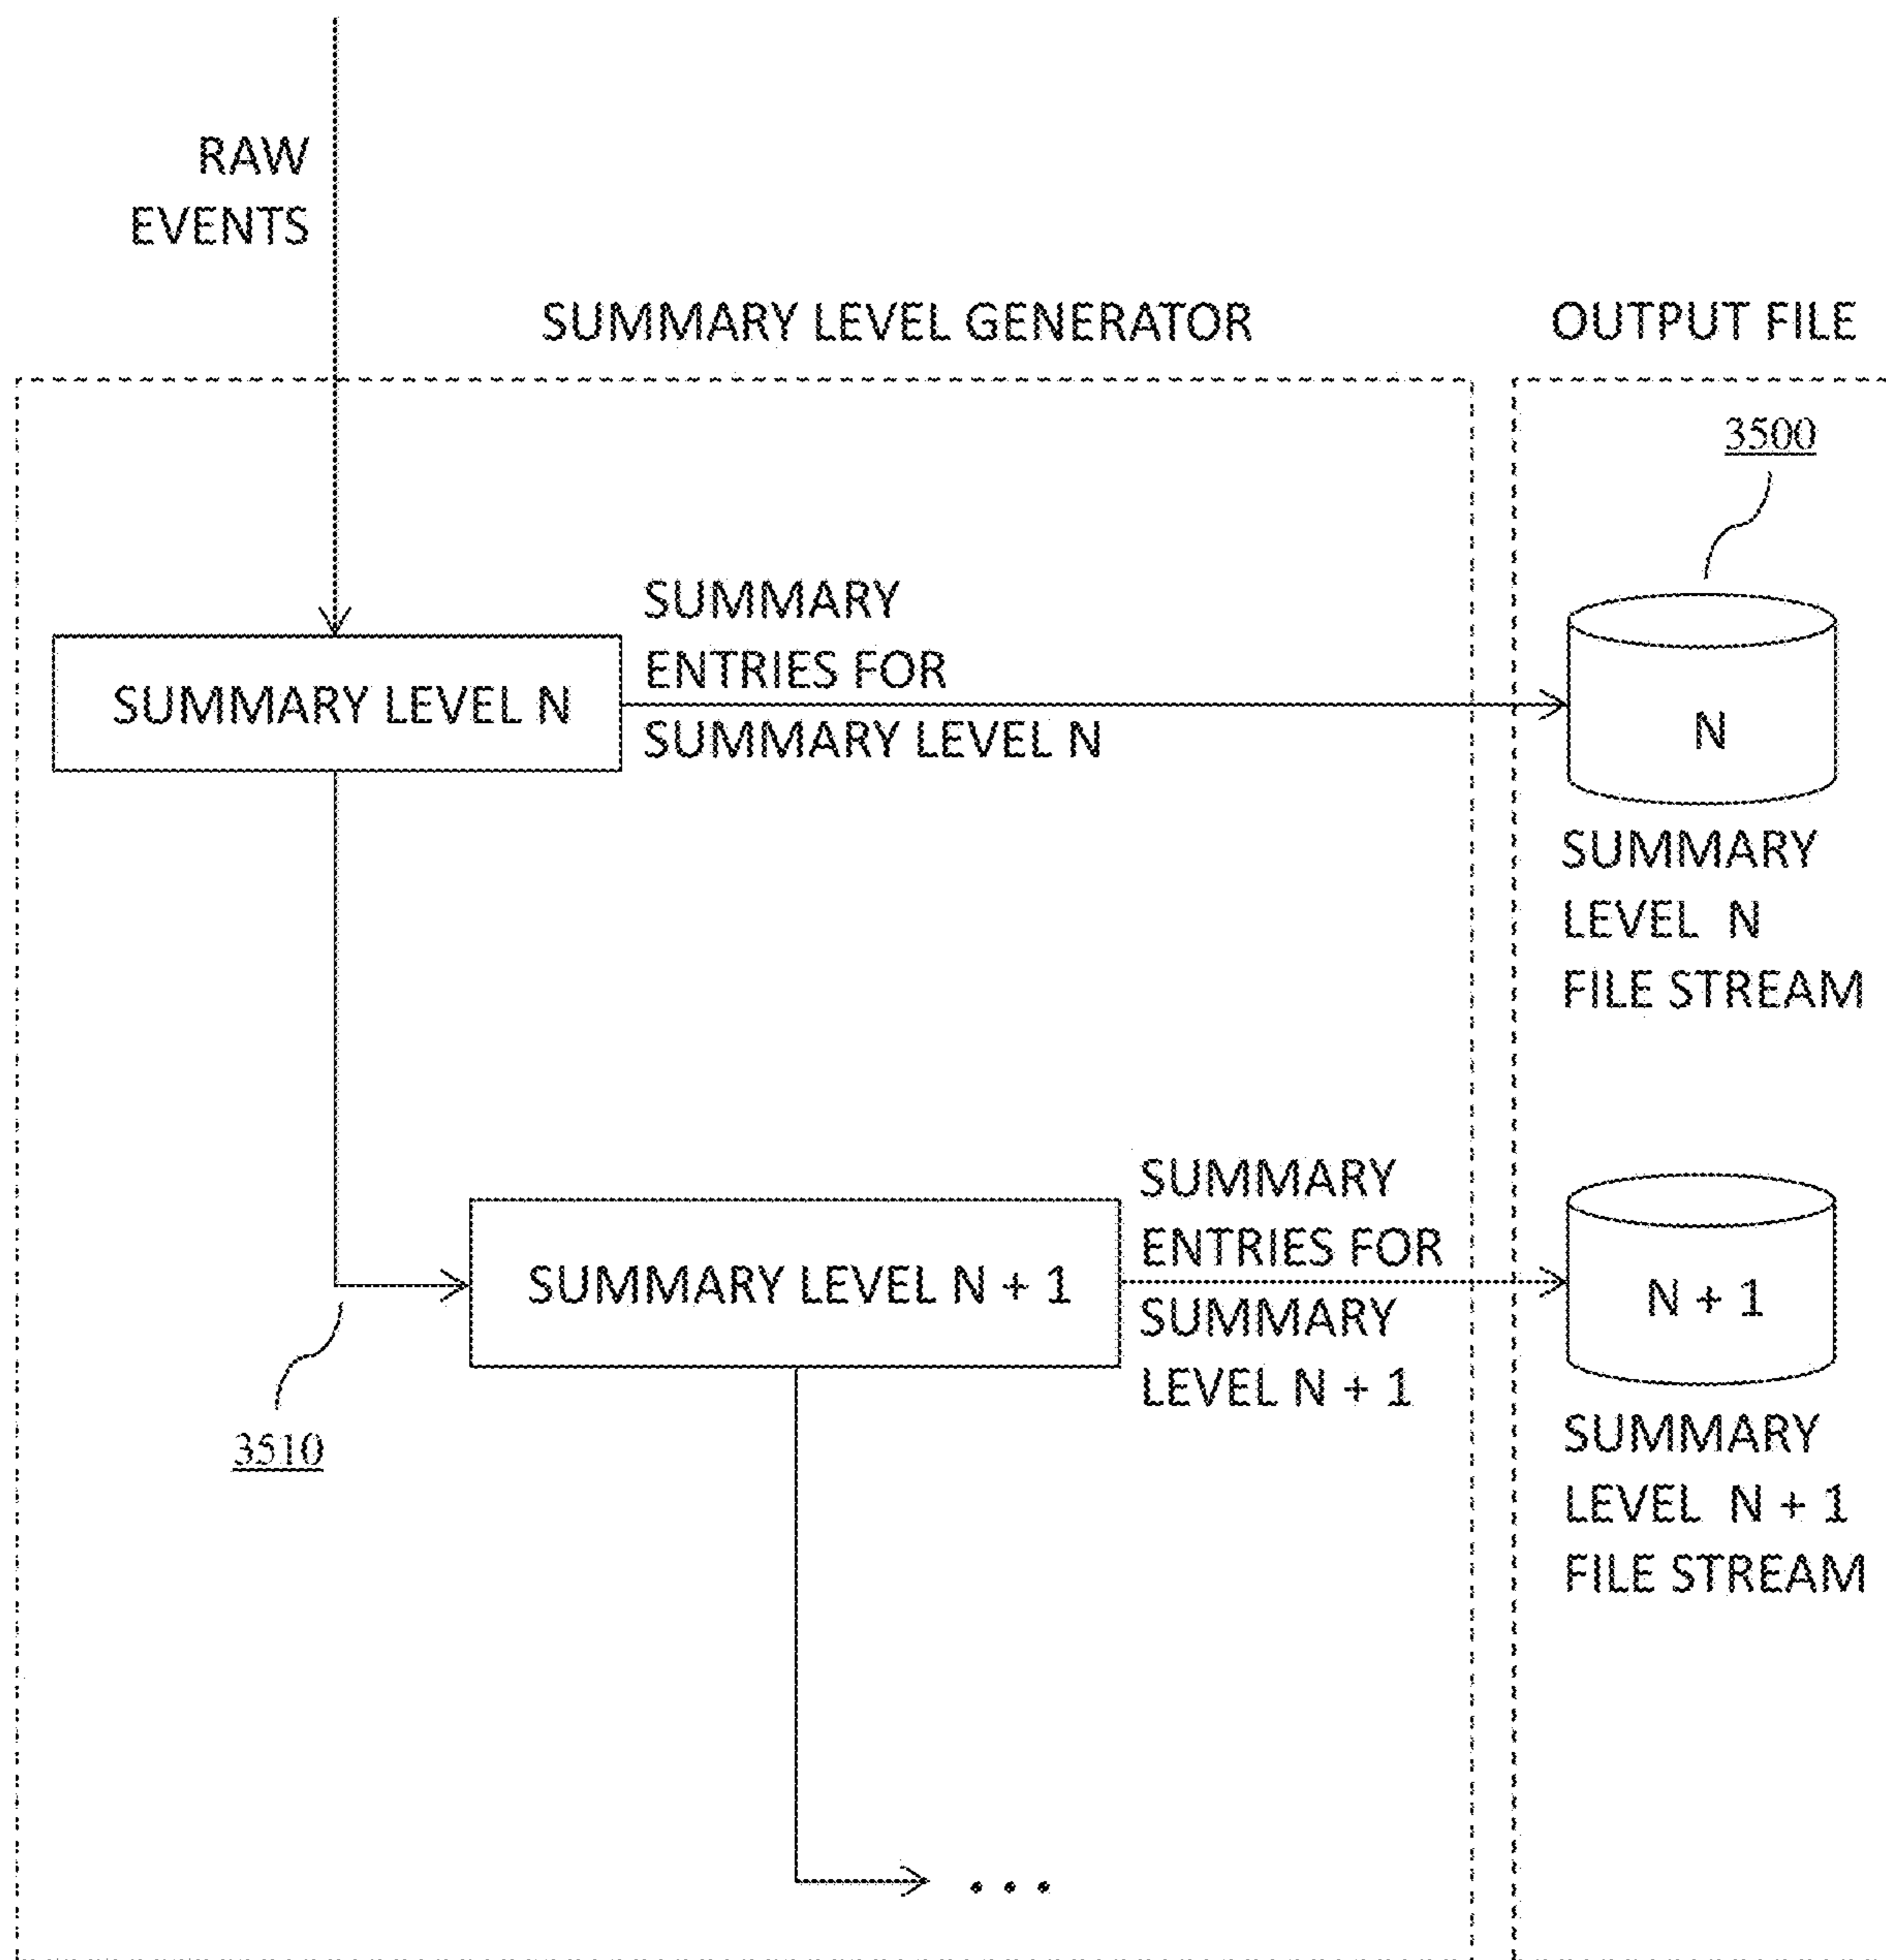 RAW
EVENTS
SUMMARY LEVEL GENERATOR
OUTPUT FILE
3500
SUMMARY
ENTRIES FOR
SUMMARY LEVEL N
SUMMARY LEVEL N
N
SUMMARY
LEVEL N
FILE STREAM
SUMMARY
ENTRIES FOR
SUMMARY
LEVEL N + 1
SUMMARY LEVEL N + 1
N + 1
3510
SUMMARY
LEVEL N + 1
FILE STREAM
...